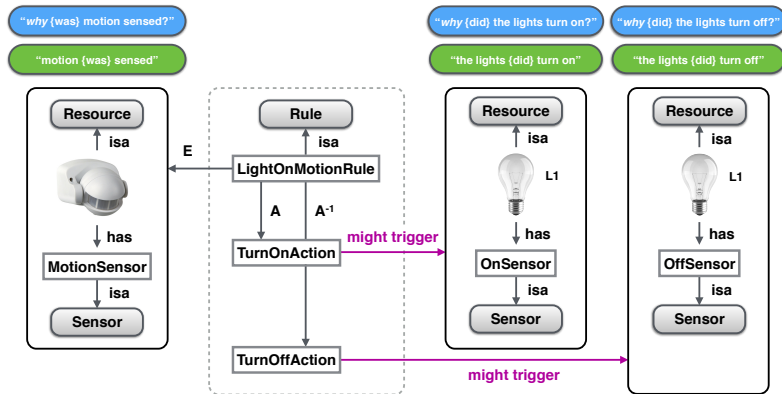 “why {was} motion sensed?”
“motion {was} sensed”
“why {did} the lights turn on?”
“the lights {did} turn on”
“why {did} the lights turn off?”
“the lights {did} turn off”
Resource
isa
has
MotionSensor
isa
Sensor
E
Rule
isa
LightOnMotionRule
A
A-1
TurnOnAction
TurnOffAction
might trigger
might trigger
Resource
isa
L1
has
OnSensor
isa
Sensor
Resource
isa
L1
has
OffSensor
isa
Sensor